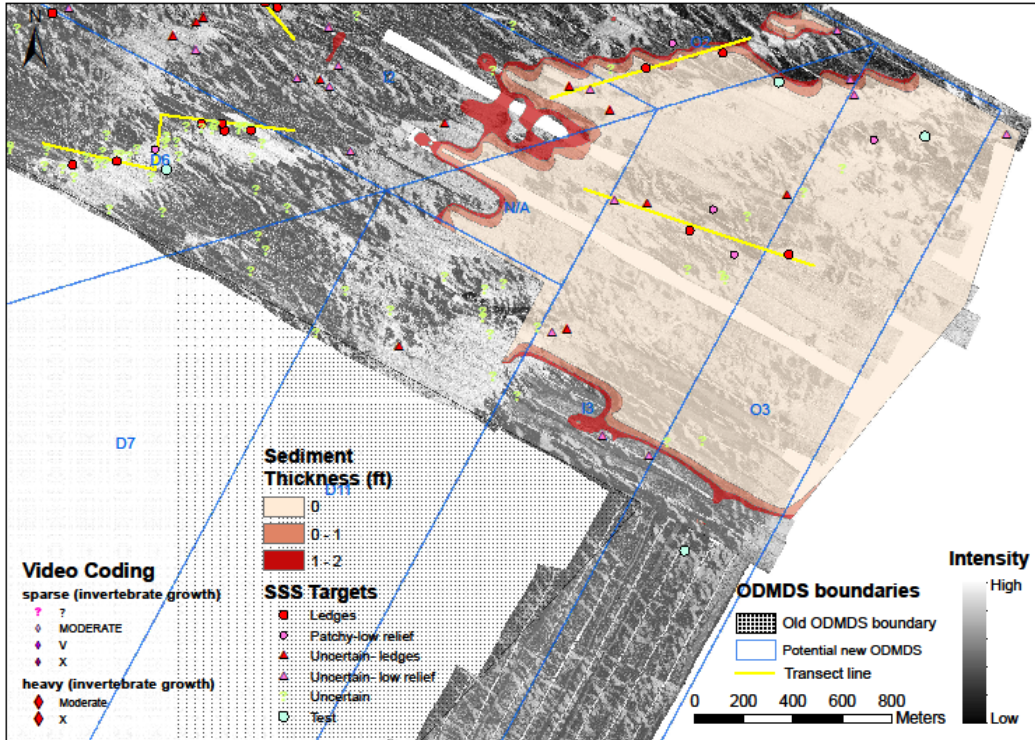 N
I2
O2
D6
N/A
I3
O3
D7
D11
Sediment
Thickness (ft)
0
0 - 1
1 - 2
Video Coding
sparse (invertebrate growth)
? ?
MODERATE
V
X
heavy (invertebrate growth)
Moderate
X
SSS Targets
Ledges
Patchy-low relief
Uncertain- ledges
Uncertain- low relief
Uncertain
Test
ODMDS boundaries
Old ODMDS boundary
Potential new ODMDS
Transect line
0 200 400 600 800
Meters
Intensity
High
Low